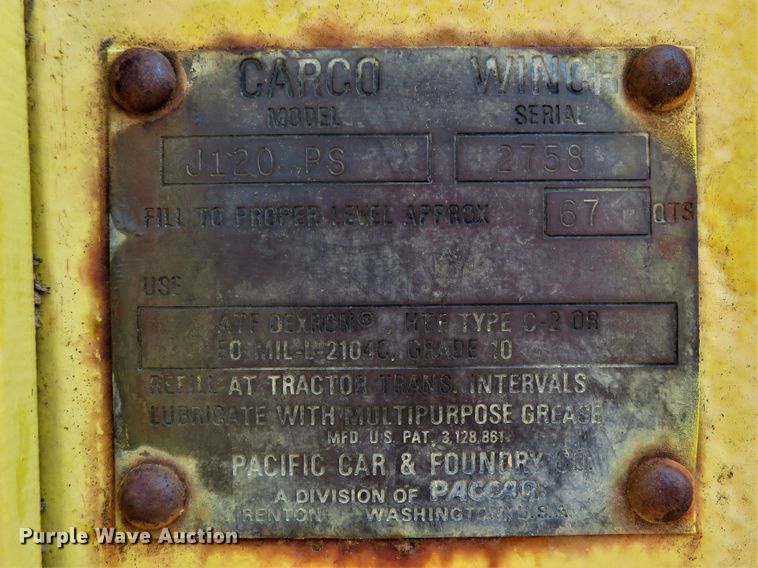 CARCO WINCH
MODEL SERIAL
J120 PS 2758
FILL TO PROPER LEVEL APPROX 67 QTS
USE
ATF DEXRON®, HTF TYPE C-2 OR
EO MIL-L-2104C, GRADE 10
REFILL AT TRACTOR TRANS. INTERVALS
LUBRICATE WITH MULTIPURPOSE GREASE
MFD. U.S. PAT. 3,128,861
PACIFIC CAR & FOUNDRY CO.
A DIVISION OF PACCAR
RENTON WASHINGTON, U.S.A.
Purple Wave Auction